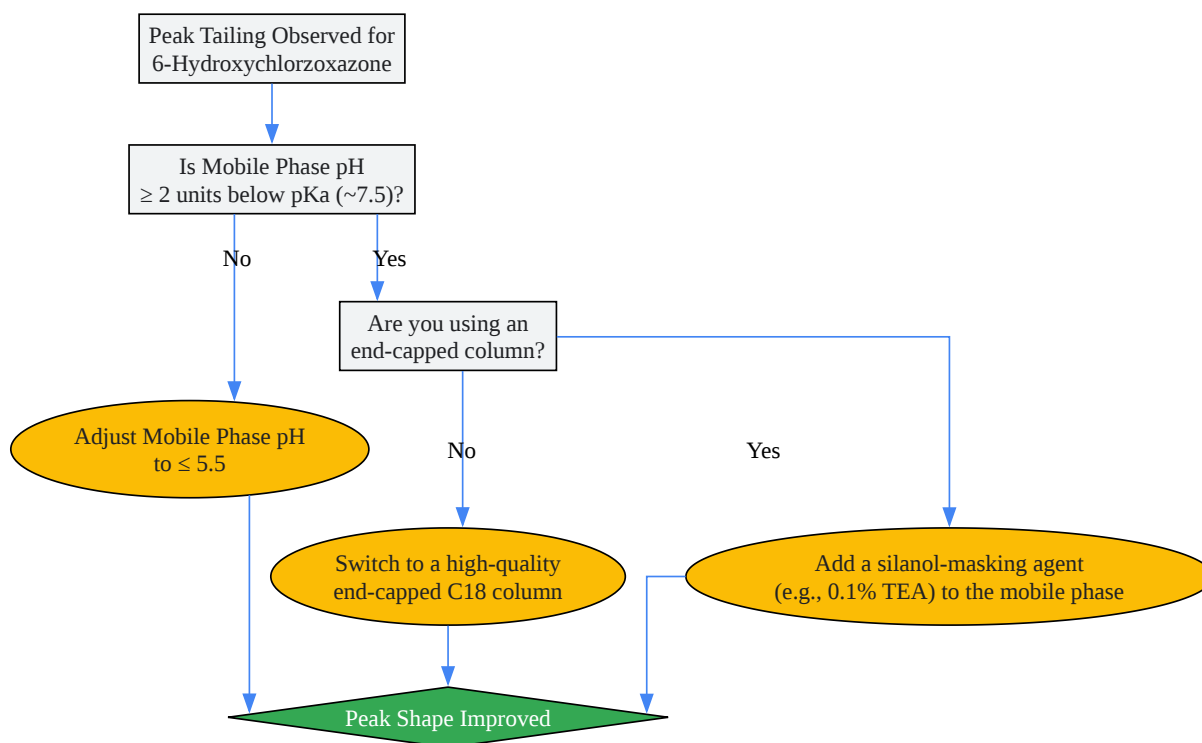 Peak Tailing Observed for
6-Hydroxychlorzoxazone
Is Mobile Phase pH
≥ 2 units below pKa (~7.5)?
No
Yes
Are you using an
end-capped column?
Adjust Mobile Phase pH
to ≤ 5.5
No
Yes
Switch to a high-quality
end-capped C18 column
Add a silanol-masking agent
(e.g., 0.1% TEA) to the mobile phase
Peak Shape Improved